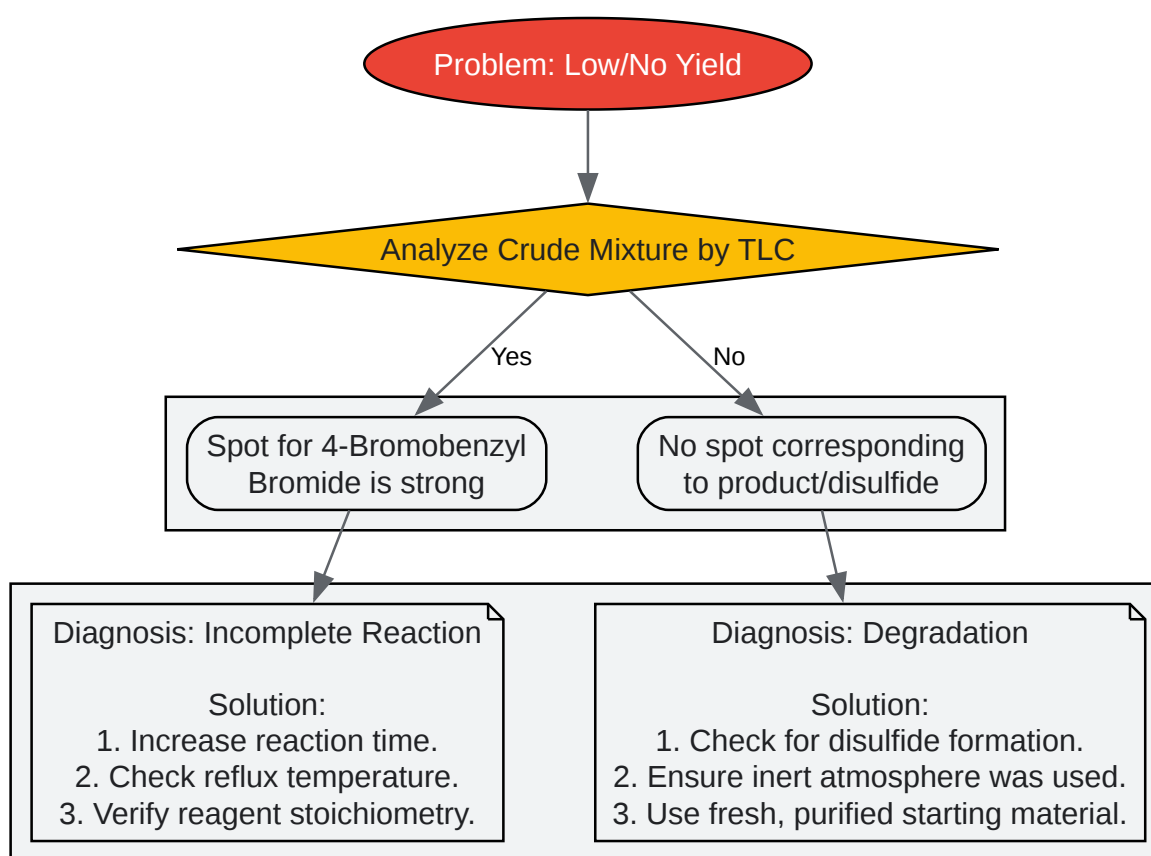 Problem: Low/No Yield
Analyze Crude Mixture by TLC
Yes
No
Spot for 4-Bromobenzyl
Bromide is strong
No spot corresponding
to product/disulfide
Diagnosis: Incomplete Reaction
Solution:
1. Increase reaction time.
2. Check reflux temperature.
3. Verify reagent stoichiometry.
Diagnosis: Degradation
Solution:
1. Check for disulfide formation.
2. Ensure inert atmosphere was used.
3. Use fresh, purified starting material.